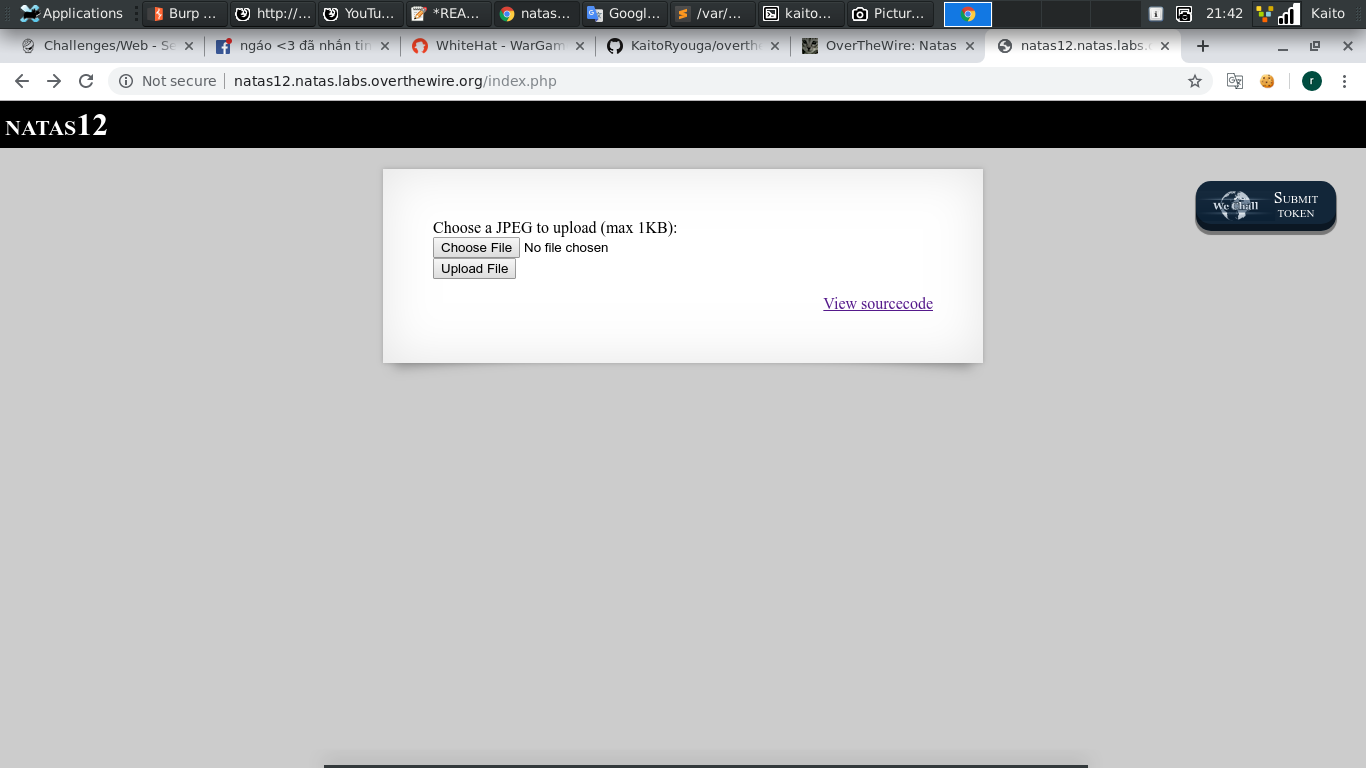 Applications Burp ... http://... YouTu... *REA... natas... Googl... /var/... kaito... Pictur... 21:42 Kaito
Challenges/Web - Se ngáo <3 đã nhắn tin WhiteHat - WarGam KaitoRyouga/overthe OverTheWire: Natas natas12.natas.labs.o
Not secure natas12.natas.labs.overthewire.org/index.php r
NATAS12
Choose a JPEG to upload (max 1KB):
Choose File No file chosen
Upload File
View sourcecode
We Chall SUBMIT
TOKEN